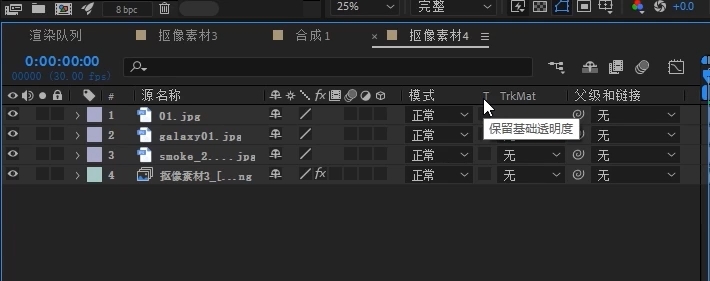 8 bpc 25% 完整 +0.0
渲染队列 抠像素材3 合成1 × 抠像素材4
0:00:00:00
00000 (30.00 fps)
# 源名称 fx 模式 T TrkMat 父级和链接
1 01.jpg 正常 无
保留基础透明度
2 galaxy01.jpg 正常 无
3 smoke_2....jpg 正常 无 无
4 抠像素材3_[...ng fx 正常 无 无